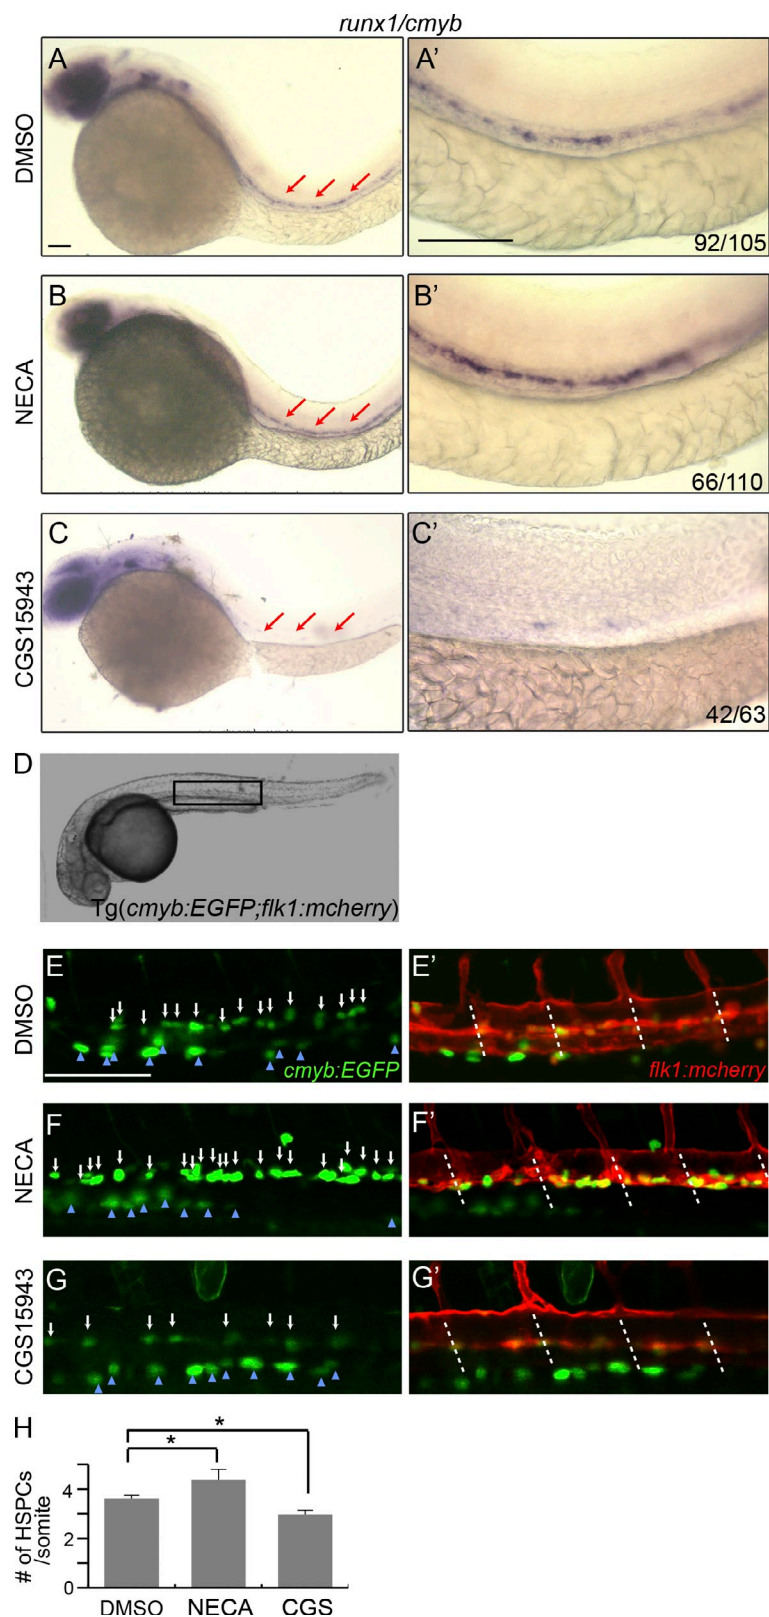 runx1/cmyb
A
A'
DMSO
92/105
B
B'
NECA
66/110
C
C'
CGS15943
42/63
D
Tg(cmyb:EGFP;flk1:mcherry)
E
E'
DMSO
cmyb:EGFP
flk1:mcherry
F
F'
NECA
G
G'
CGS15943
H
*
*
# of HSPCs
/somite
4
2
0
DMSO NECA CGS